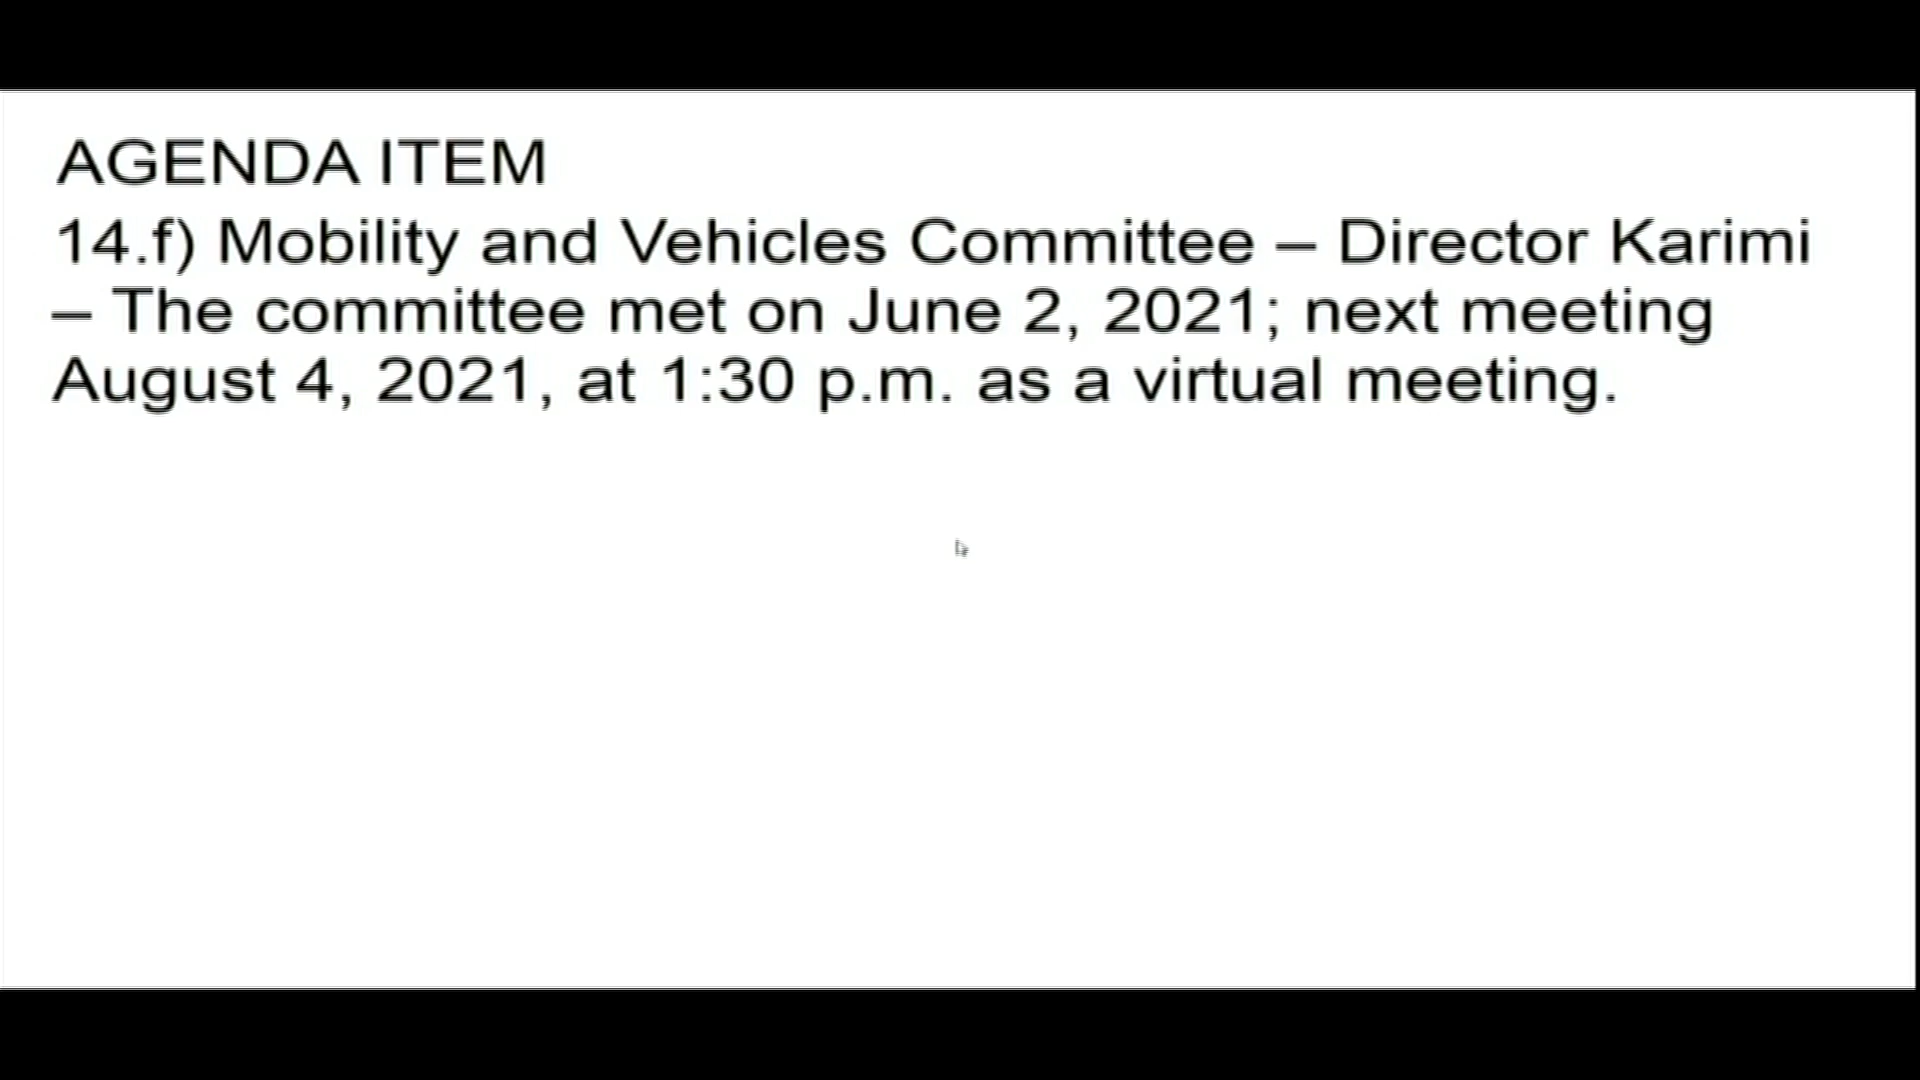 AGENDA ITEM
14.f) Mobility and Vehicles Committee – Director Karimi
– The committee met on June 2, 2021; next meeting
August 4, 2021, at 1:30 p.m. as a virtual meeting.